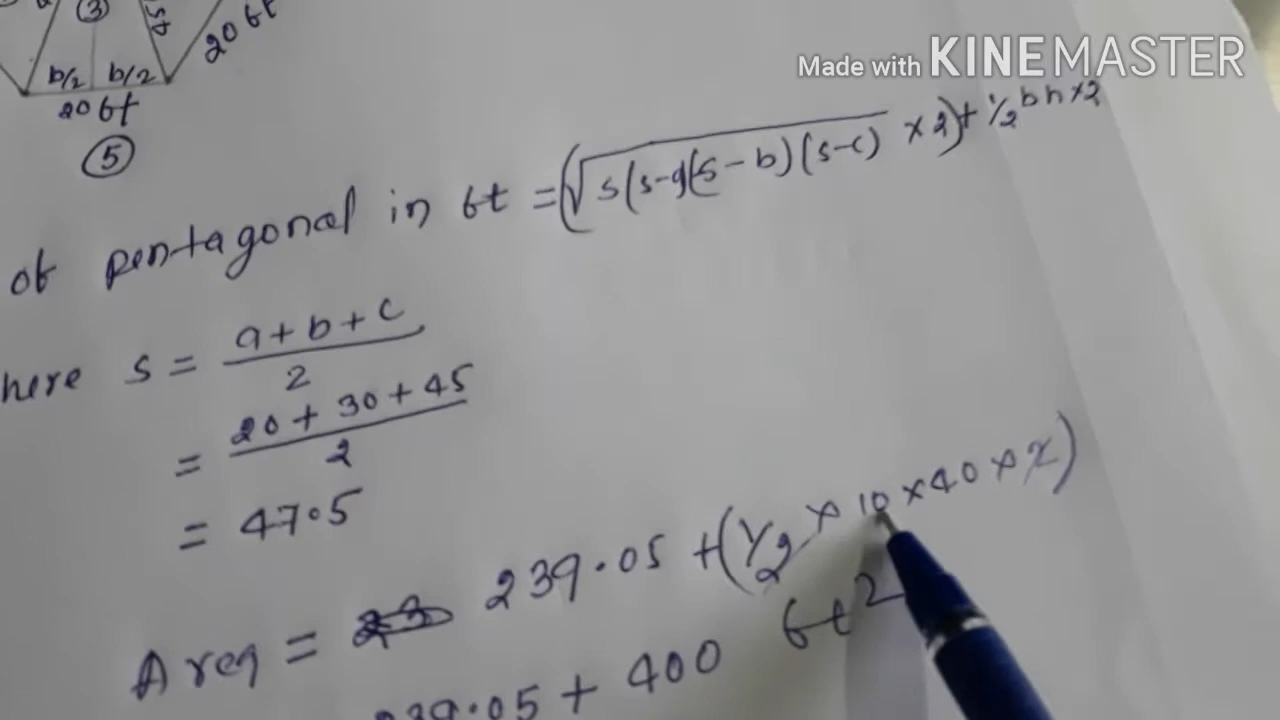 3
45
20 ft
b/2 b/2
20 ft
5
Made with KINEMASTER
of pentagonal in ft = (√s(s-a)(s-b)(s-c) × 2) + ½ bh × 2
here s = a+b+c
2
= 20 + 30 + 45
2
= 47.5
Area = 239.05 + (½ × 10 × 40 × 2)
239.05 + 400 ft²